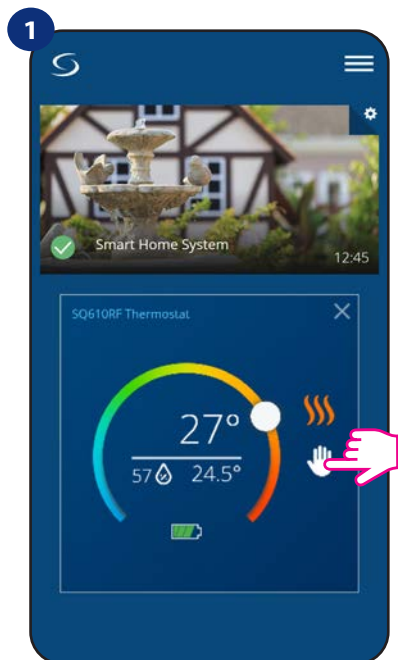 1
Smart Home System
12:45
SQ610RF Thermostat
27°
57 % 24.5°